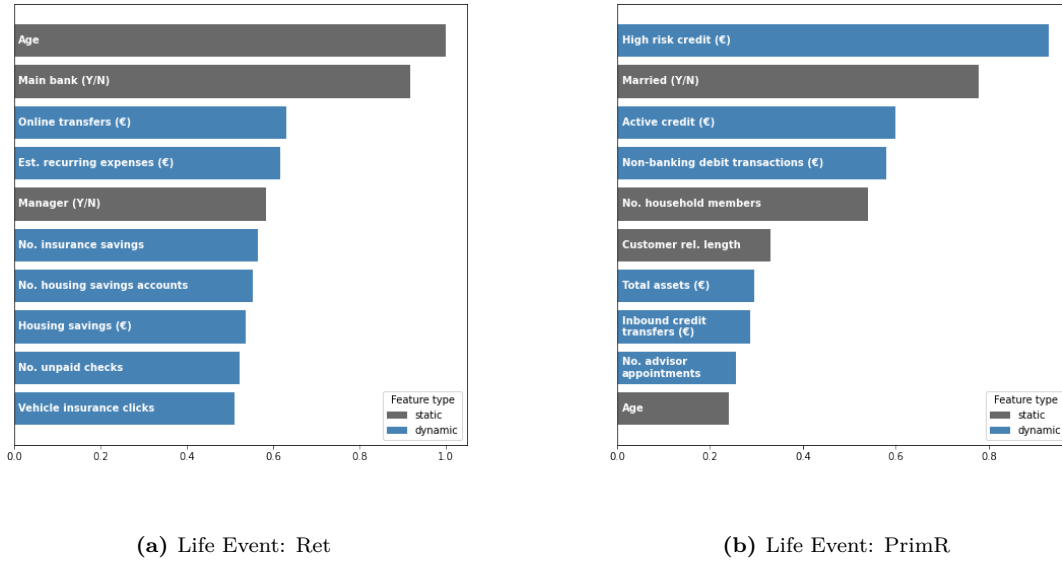 Age
Main bank (Y/N)
Online transfers (€)
Est. recurring expenses (€)
Manager (Y/N)
No. insurance savings
No. housing savings accounts
Housing savings (€)
No. unpaid checks
Vehicle insurance clicks
Feature type
static
dynamic
0.0 0.2 0.4 0.6 0.8 1.0
(a) Life Event: Ret
High risk credit (€)
Married (Y/N)
Active credit (€)
Non-banking debit transactions (€)
No. household members
Customer rel. length
Total assets (€)
Inbound credit
transfers (€)
No. advisor
appointments
Age
Feature type
static
dynamic
0.0 0.2 0.4 0.6 0.8
(b) Life Event: PrimR